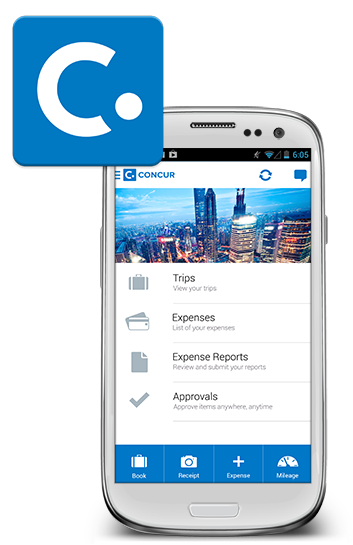 C.
6:05
CONCUR
Trips
View your trips
Expenses
List of your expenses
Expense Reports
Review and submit your reports
Approvals
Approve items anywhere, anytime
Book
Receipt
Expense
Mileage